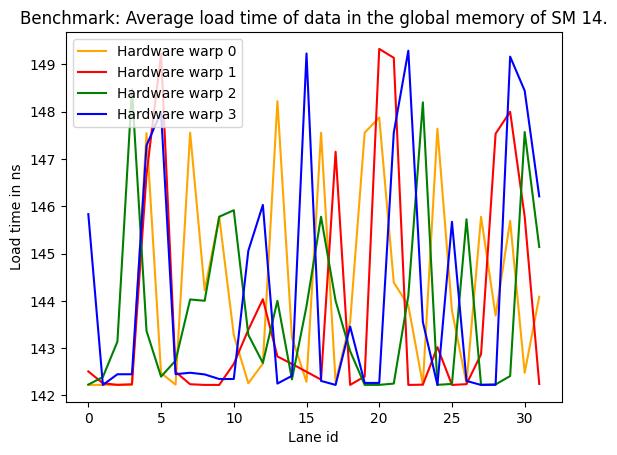 Benchmark: Average load time of data in the global memory of SM 14.
Hardware warp 0
Hardware warp 1
Hardware warp 2
Hardware warp 3
149
148
147
146
145
144
143
142
Load time in ns
0 5 10 15 20 25 30
Lane id